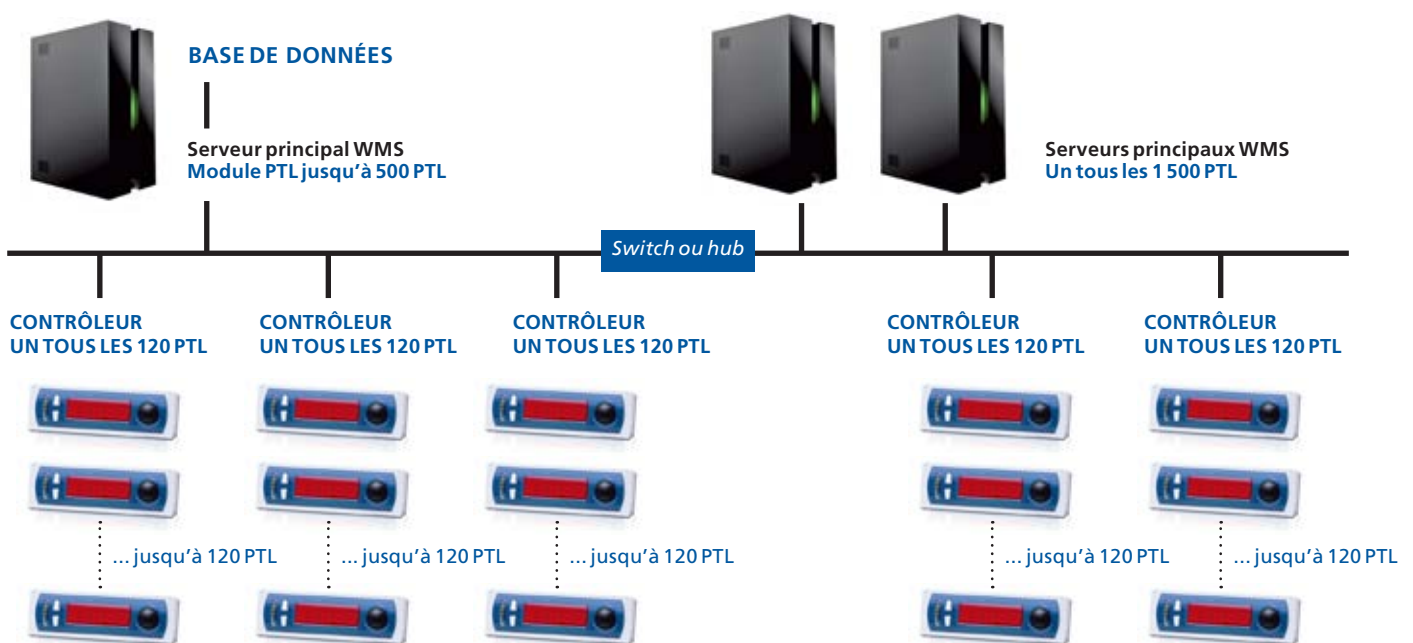 BASE DE DONNÉES
Serveur principal WMS
Module PTL jusqu'à 500 PTL
Serveurs principaux WMS
Un tous les 1 500 PTL
Switch ou hub
CONTRÔLEUR
UN TOUS LES 120 PTL
CONTRÔLEUR
UN TOUS LES 120 PTL
CONTRÔLEUR
UN TOUS LES 120 PTL
CONTRÔLEUR
UN TOUS LES 120 PTL
CONTRÔLEUR
UN TOUS LES 120 PTL
... jusqu'à 120 PTL
... jusqu'à 120 PTL
... jusqu'à 120 PTL
... jusqu'à 120 PTL
... jusqu'à 120 PTL